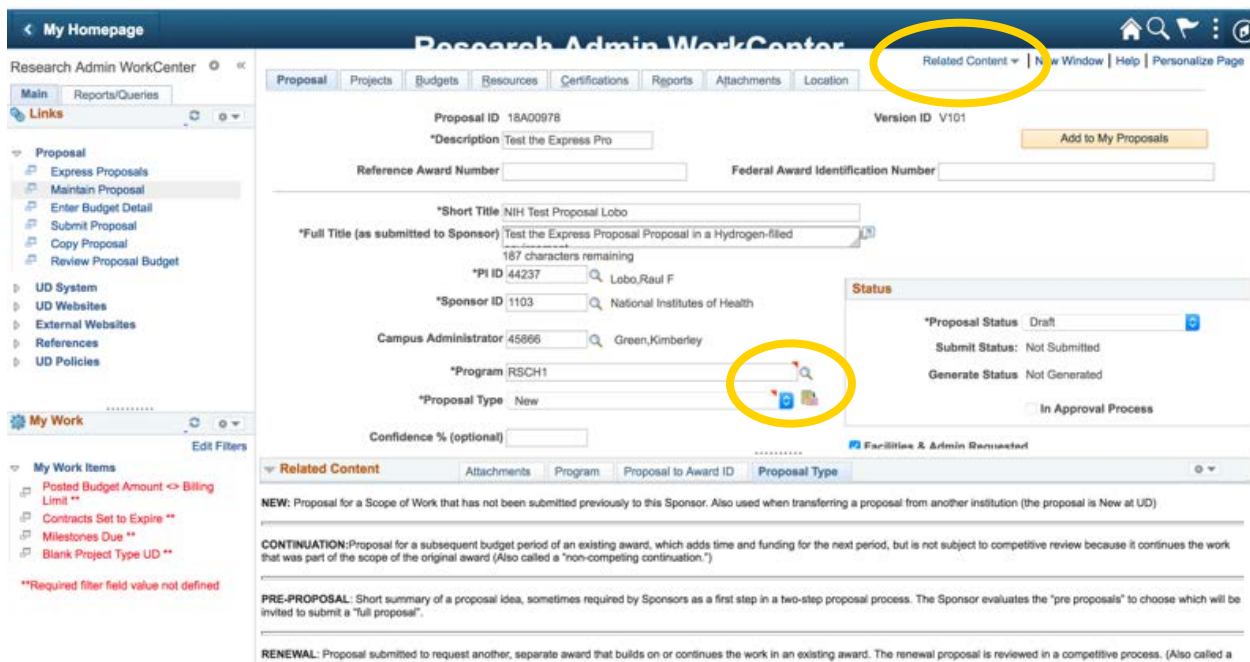 My Homepage
Research Admin WorkCenter
Research Admin WorkCenter
Related Content | New Window | Help | Personalize Page
Main Reports/Queries
Proposal Projects Budgets Resources Certifications Reports Attachments Location
Links
Proposal ID 18A00978 Version ID V101
*Description Test the Express Pro Add to My Proposals
Proposal
Express Proposals
Maintain Proposal
Enter Budget Detail
Submit Proposal
Copy Proposal
Review Proposal Budget
UD System
UD Websites
External Websites
References
UD Policies
Reference Award Number Federal Award Identification Number
*Short Title NIH Test Proposal Lobo
*Full Title (as submitted to Sponsor) Test the Express Proposal Proposal in a Hydrogen-filled
environment
187 characters remaining
*PI ID 44237 Lobo,Raul F
*Sponsor ID 1103 National Institutes of Health
Campus Administrator 45866 Green,Kimberley
*Program RSCH1
*Proposal Type New
Confidence % (optional)
Status
*Proposal Status Draft
Submit Status: Not Submitted
Generate Status Not Generated
In Approval Process
Facilities & Admin Requested
My Work
Edit Filters
My Work Items
Posted Budget Amount <> Billing
Limit **
Contracts Set to Expire **
Milestones Due **
Blank Project Type UD **
**Required filter field value not defined
Related Content Attachments Program Proposal to Award ID Proposal Type
NEW: Proposal for a Scope of Work that has not been submitted previously to this Sponsor. Also used when transferring a proposal from another institution (the proposal is New at UD)
CONTINUATION:Proposal for a subsequent budget period of an existing award, which adds time and funding for the next period, but is not subject to competitive review because it continues the work
that was part of the scope of the original award (Also called a "non-competing continuation.")
PRE-PROPOSAL: Short summary of a proposal idea, sometimes required by Sponsors as a first step in a two-step proposal process. The Sponsor evaluates the "pre proposals" to choose which will be
invited to submit a "full proposal".
RENEWAL: Proposal submitted to request another, separate award that builds on or continues the work in an existing award. The renewal proposal is reviewed in a competitive process. (Also called a